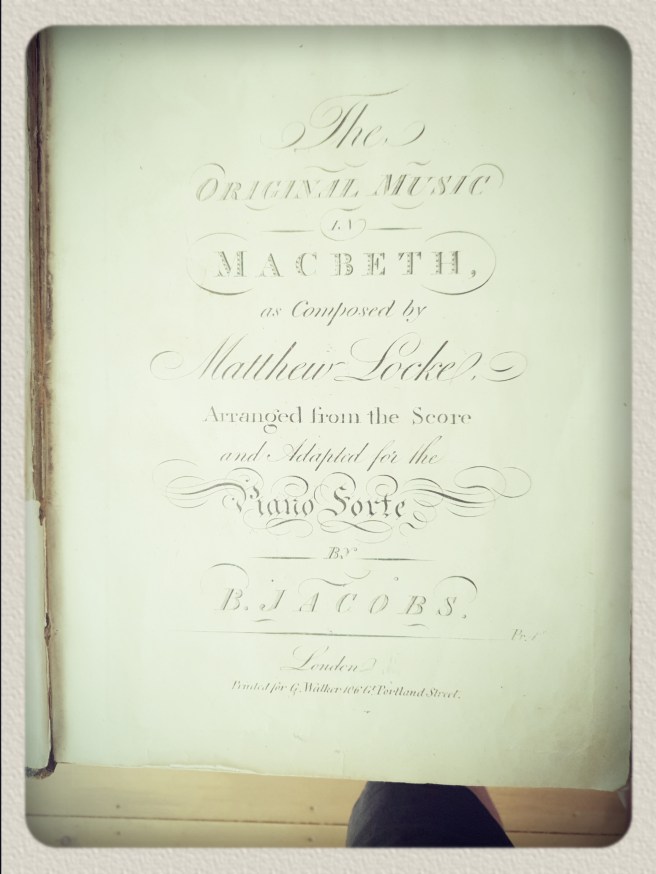 The
ORIGINAL MUSIC
IN
MACBETH,
as Composed by
Matthew Locke.
Arranged from the Score
and Adapted for the
Piano Forte
BY
B. JACOBS.
Pr.
London
Printed for G. Walker 106 Gt. Portland Street.